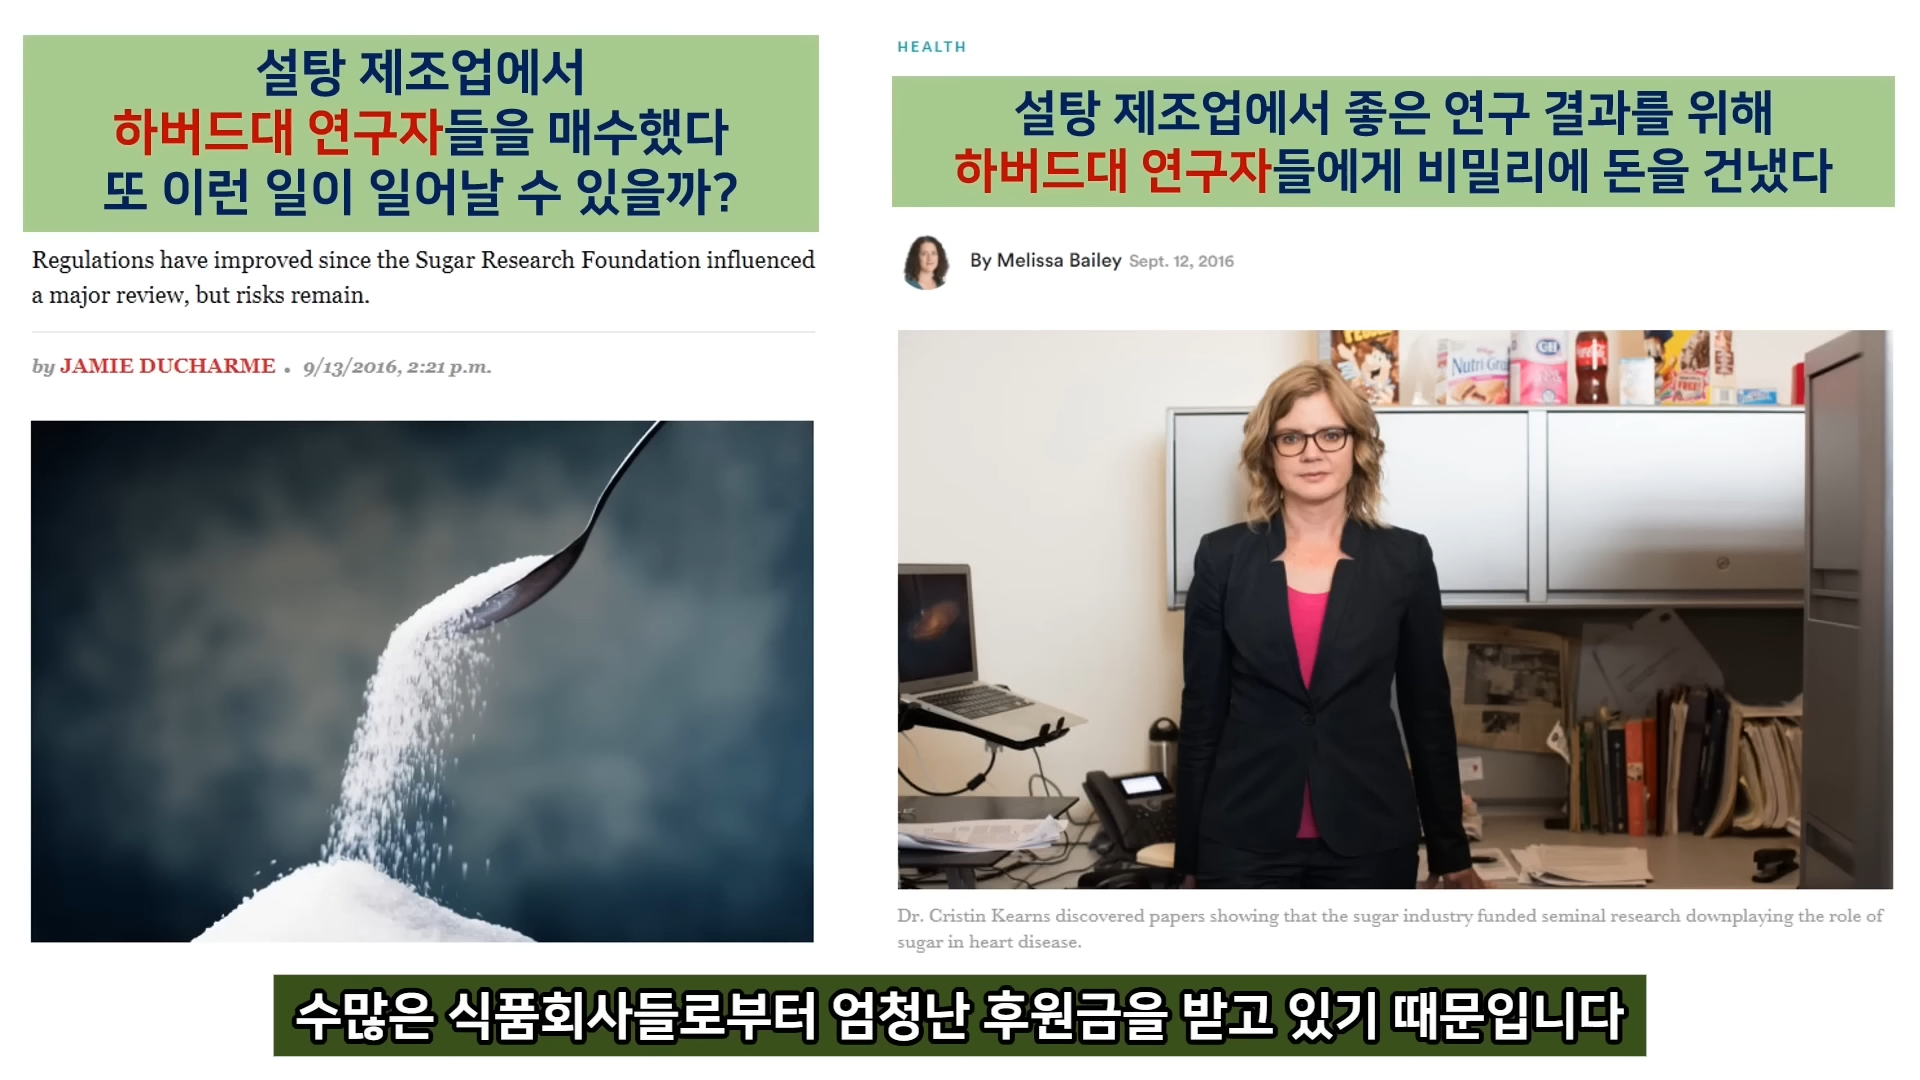 설탕 제조업에서
하버드대 연구자들을 매수했다
또 이런 일이 일어날 수 있을까?
Regulations have improved since the Sugar Research Foundation influenced
a major review, but risks remain.
by JAMIE DUCHARME • 9/13/2016, 2:21 p.m.
HEALTH
설탕 제조업에서 좋은 연구 결과를 위해
하버드대 연구자들에게 비밀리에 돈을 건냈다
By Melissa Bailey Sept. 12, 2016
Nutri Gra
Dr. Cristin Kearns discovered papers showing that the sugar industry funded seminal research downplaying the role of
sugar in heart disease.
수많은 식품회사들로부터 엄청난 후원금을 받고 있기 때문입니다